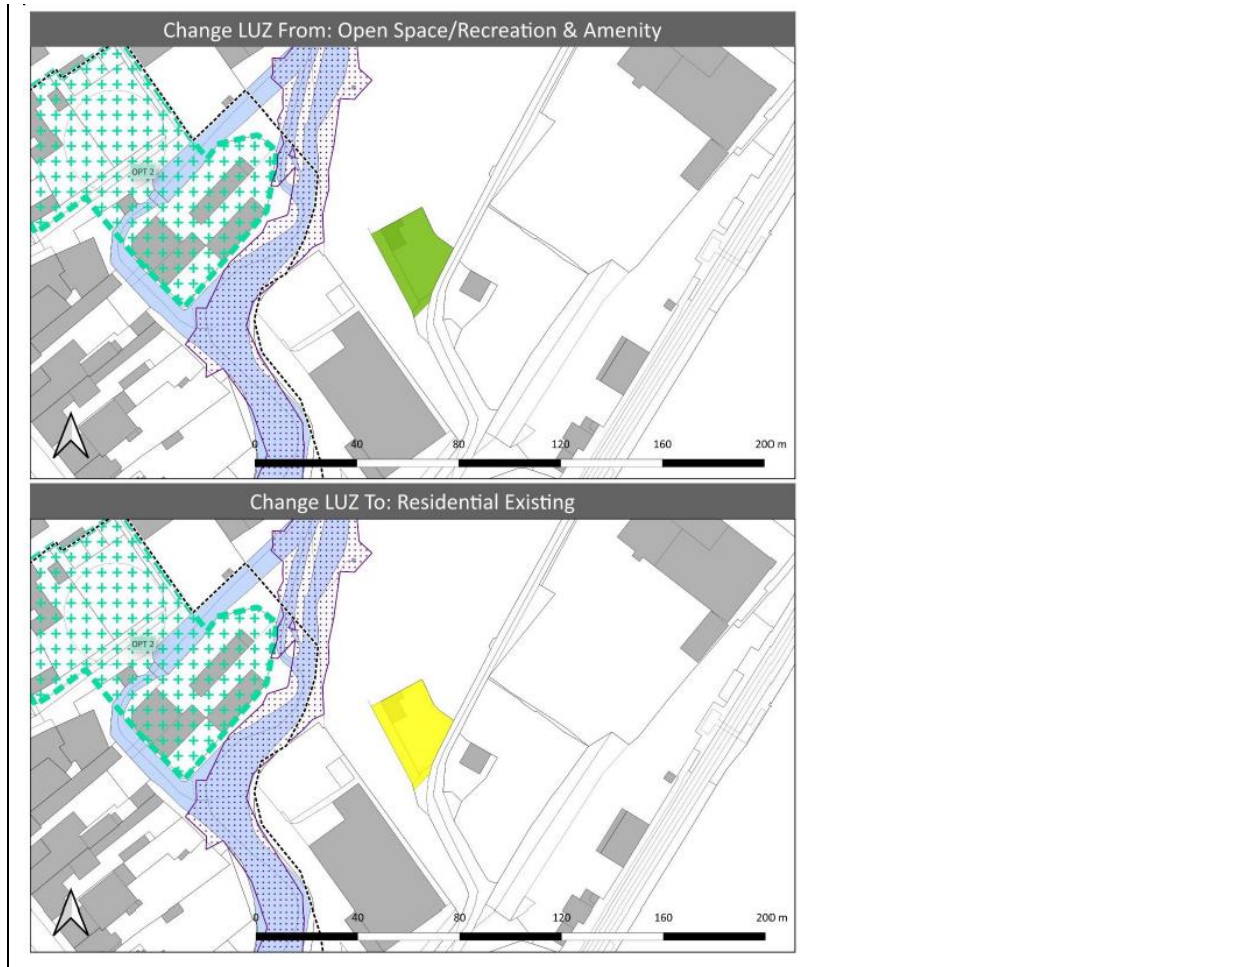 Change LUZ From: Open Space/Recreation & Amenity
OPT 2
0 40 80 120 160 200 m
Change LUZ To: Residential Existing
OPT 2
0 40 80 120 160 200 m